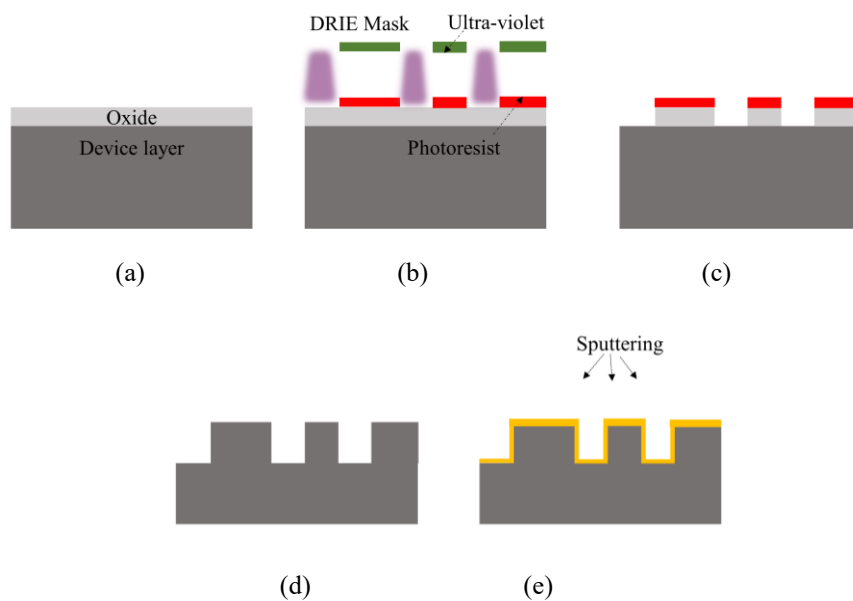 DRIE Mask
Ultra-violet
Oxide
Device layer
Photoresist
(a)
(b)
(c)
Sputtering
(d)
(e)